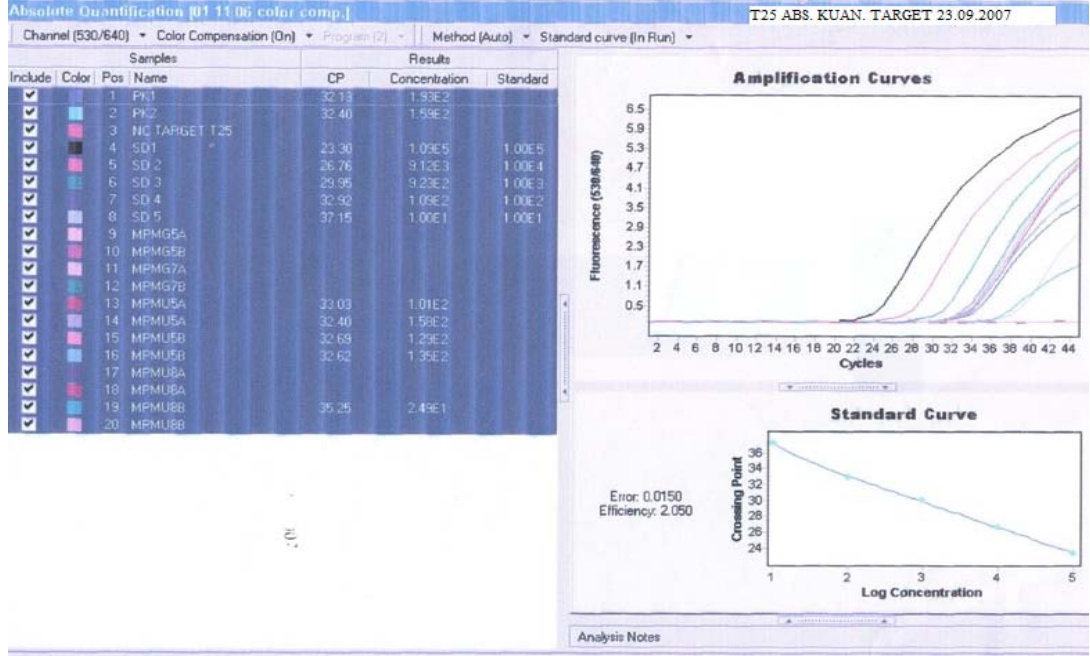 Absolute Quantification [01 11 06 color comp.]
T25 ABS. KUAN. TARGET 23.09.2007
Channel (530/640) Color Compensation (On) Program (2) Method (Auto) Standard curve (In Run)
Samples Results
Include Color Pos Name CP Concentration Standard
1 PK1 32.13 1.93E2
2 PK2 32.40 1.59E2
3 NC TARGET T25
4 SD1 " 23.30 1.09E5 1.00E5
5 SD 2 26.76 9.12E3 1.00E4
6 SD 3 29.95 9.23E2 1.00E3
7 SD 4 32.92 1.09E2 1.00E2
8 SD 5 37.15 1.00E1 1.00E1
9 MPMG5A
10 MPMG5B
11 MPMG7A
12 MPMG7B
13 MPMU5A 33.03 1.01E2
14 MPMU5A 32.40 1.58E2
15 MPMU5B 32.69 1.29E2
16 MPMU5B 32.62 1.35E2
17 MPMU8A
18 MPMU8A
19 MPMU8B 35.25 2.49E1
20 MPMU8B
Amplification Curves
Fluorescence (530/640)
6.5
5.9
5.3
4.7
4.1
3.5
2.9
2.3
1.7
1.1
0.5
2 4 6 8 10 12 14 16 18 20 22 24 26 28 30 32 34 36 38 40 42 44
Cycles
Standard Curve
Error: 0.0150
Efficiency: 2.050
Crossing Point
36
34
32
30
28
26
24
1 2 3 4 5
Log Concentration
Analysis Notes